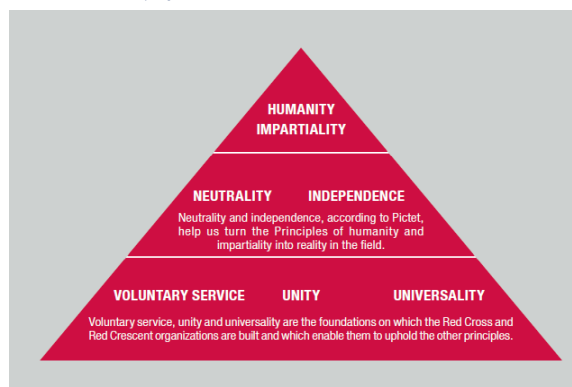 HUMANITY
IMPARTIALITY
NEUTRALITY INDEPENDENCE
Neutrality and independence, according to Pictet,
help us turn the Principles of humanity and
impartiality into reality in the field.
VOLUNTARY SERVICE UNITY UNIVERSALITY
Voluntary service, unity and universality are the foundations on which the Red Cross and
Red Crescent organizations are built and which enable them to uphold the other principles.